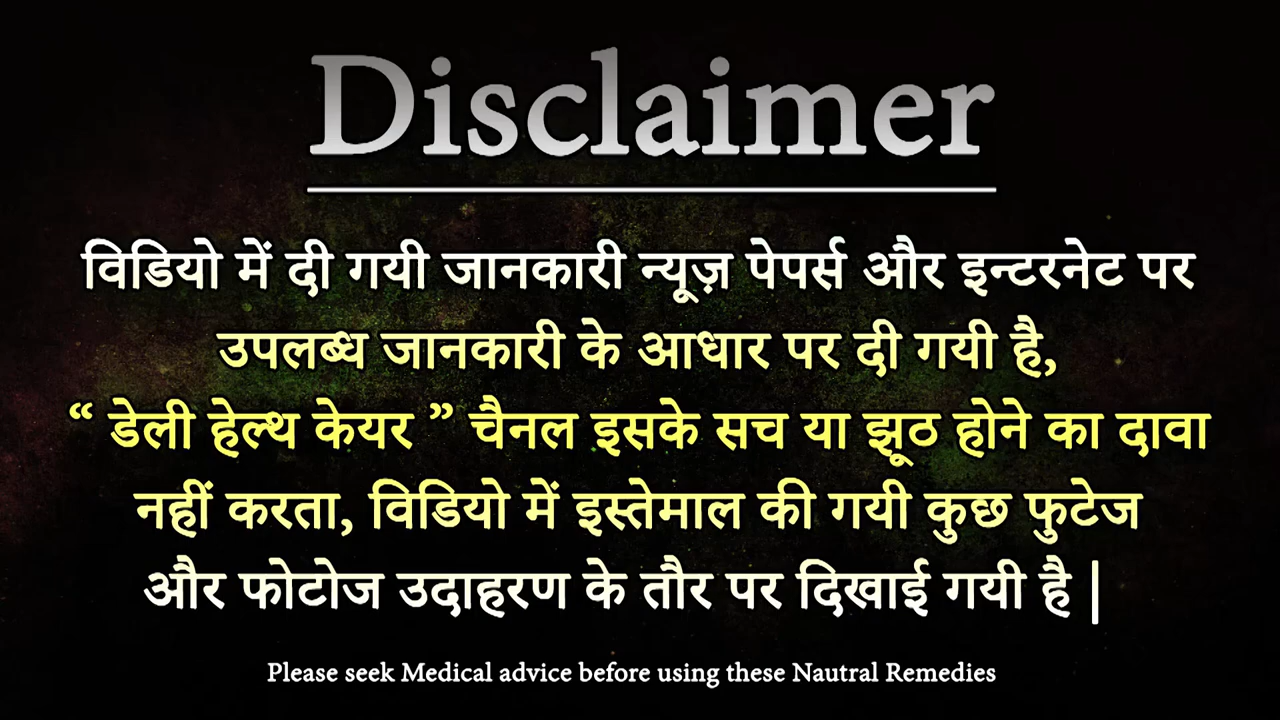 Disclaimer
विडियो में दी गयी जानकारी न्यूज़ पेपर्स और इन्टरनेट पर
उपलब्ध जानकारी के आधार पर दी गयी है,
“ डेली हेल्थ केयर ” चैनल इसके सच या झूठ होने का दावा
नहीं करता, विडियो में इस्तेमाल की गयी कुछ फुटेज
और फोटोज उदाहरण के तौर पर दिखाई गयी है |
Please seek Medical advice before using these Nautral Remedies